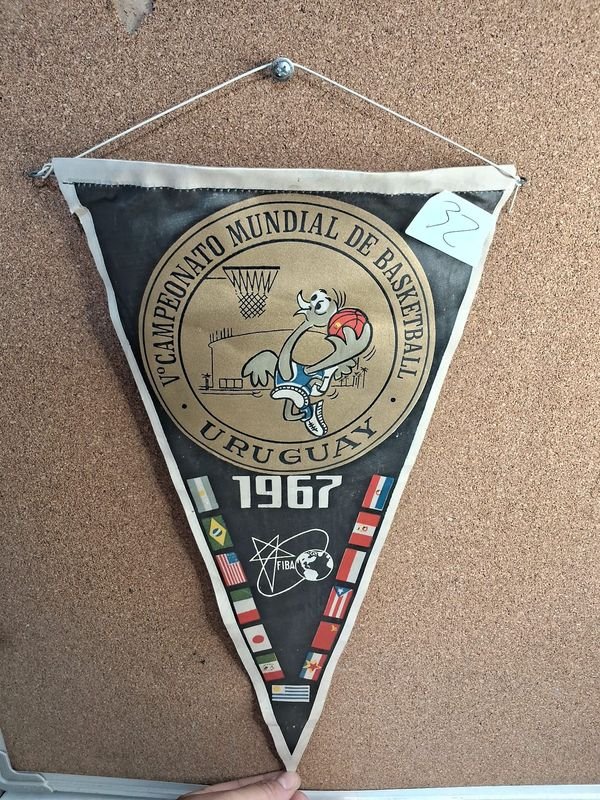 Vº CAMPEONATO MUNDIAL DE BASKETBALL
URUGUAY
32
1967
FIBA